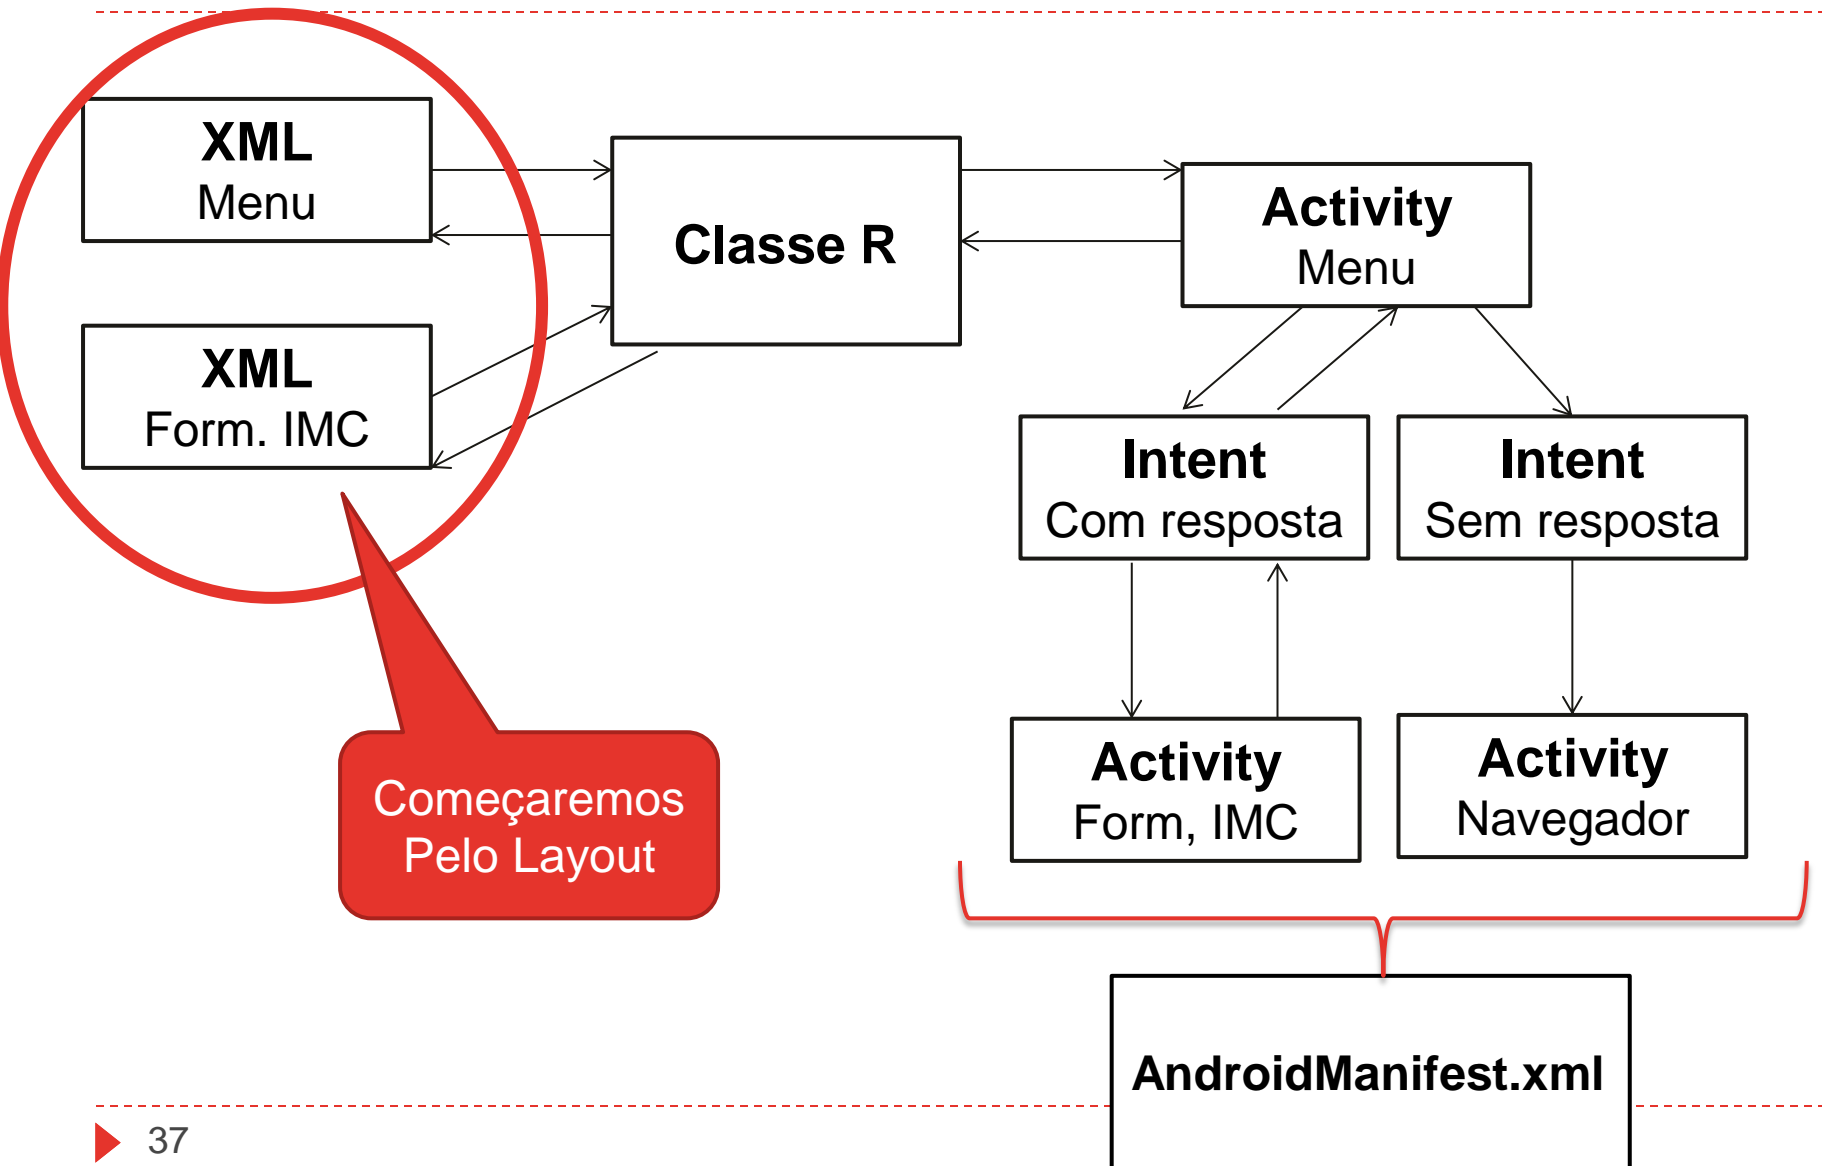 XML
Menu
Classe R
Activity
Menu
XML
Form. IMC
Intent
Com resposta
Intent
Sem resposta
Activity
Form, IMC
Activity
Navegador
Começaremos
Pelo Layout
AndroidManifest.xml
37